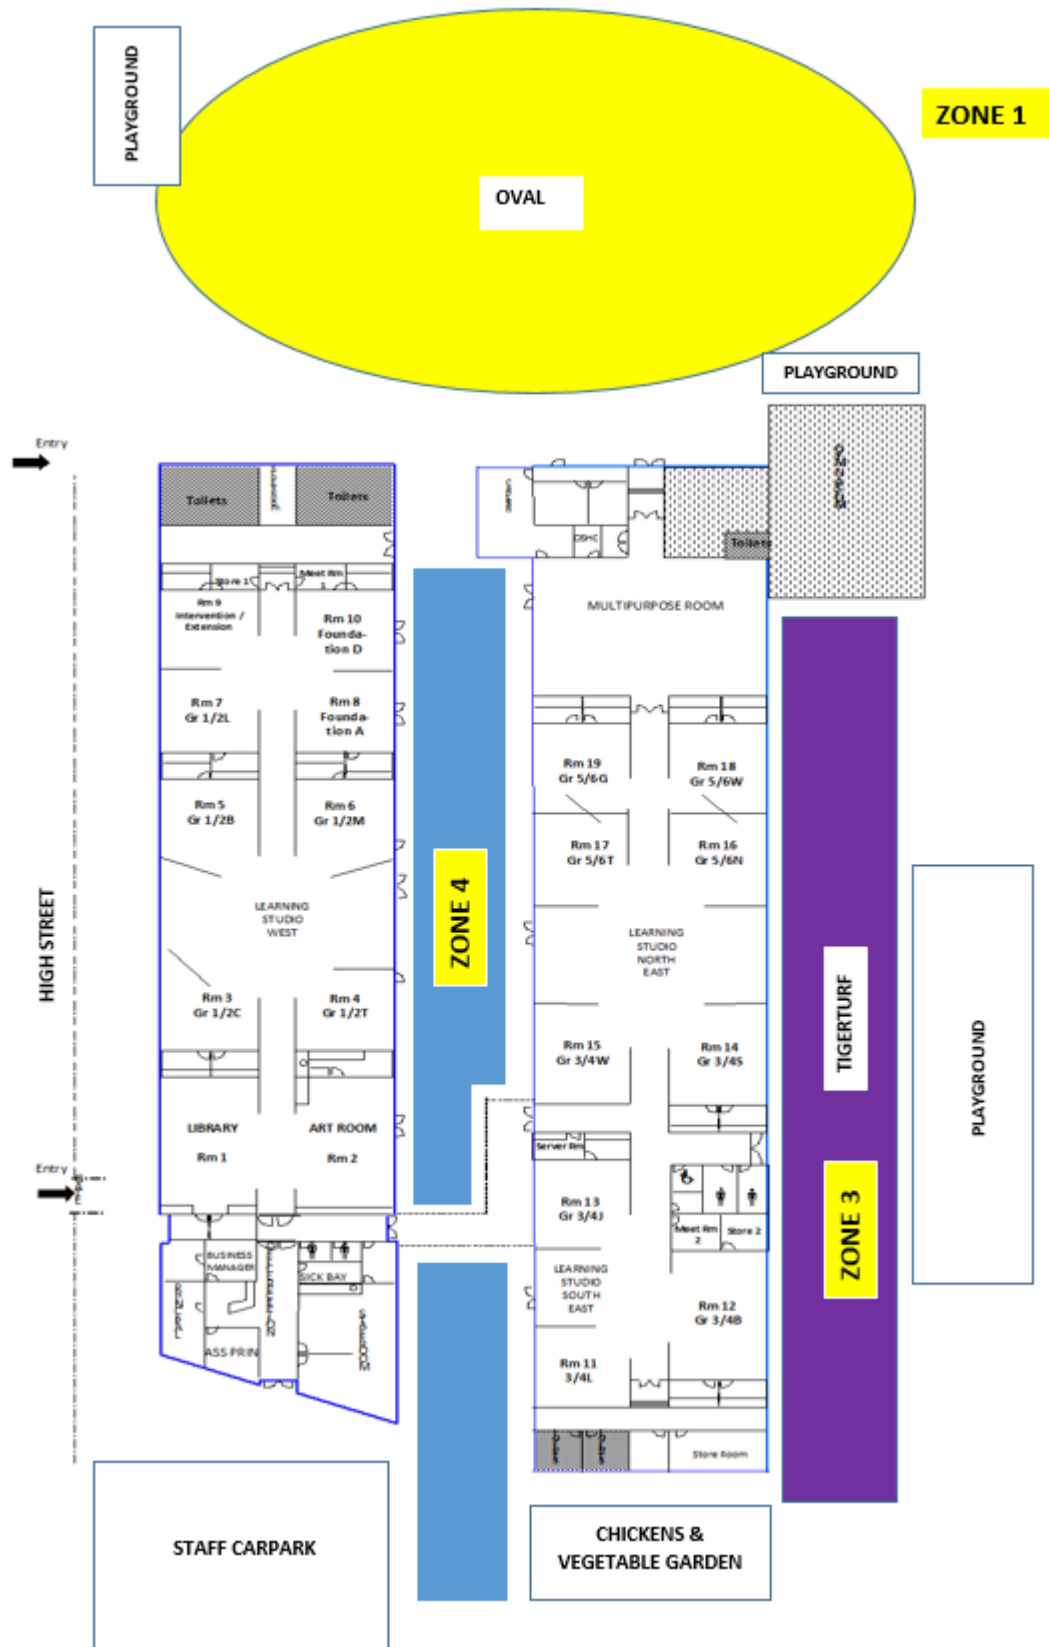 PLAYGROUND
ZONE 1
OVAL
PLAYGROUND
Entry
Toilets
Toilets
OSHC
Toilets
Store 1
Meet Rm
1
MULTIPURPOSE ROOM
Rm 9
Intervention /
Extension
Rm 10
Founda-
tion D
Rm 7
Gr 1/2L
Rm 8
Founda-
tion A
Rm 19
Gr 5/6G
Rm 18
Gr 5/6W
Rm 5
Gr 1/2B
Rm 6
Gr 1/2M
Rm 17
Gr 5/6T
Rm 16
Gr 5/6N
HIGH STREET
LEARNING
STUDIO
WEST
ZONE 4
LEARNING
STUDIO
NORTH
EAST
TIGERTURF
PLAYGROUND
Rm 3
Gr 1/2C
Rm 4
Gr 1/2T
Rm 15
Gr 3/4W
Rm 14
Gr 3/4S
LIBRARY
Rm 1
ART ROOM
Rm 2
Server Rm
Entry
Rm 13
Gr 3/4J
Meet Rm
2
Store 2
ZONE 3
BUSINESS
MANAGER
SICK BAY
LEARNING
STUDIO
SOUTH
EAST
Rm 12
Gr 3/4B
ASS PRIN
STAFFROOM
Rm 11
3/4L
Store Room
STAFF CARPARK
CHICKENS &
VEGETABLE GARDEN